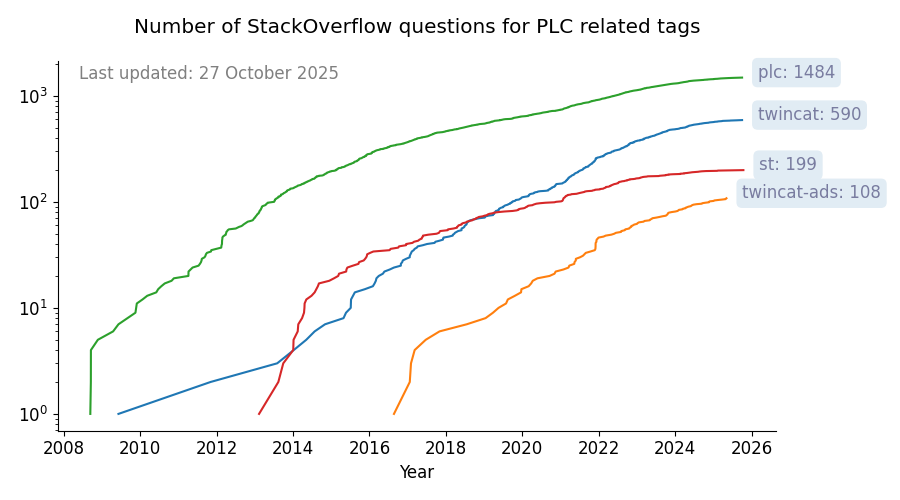 Number of StackOverflow questions for PLC related tags
Last updated: 27 October 2025
10³
10²
10¹
10⁰
plc: 1484
twincat: 590
st: 199
twincat-ads: 108
2008 2010 2012 2014 2016 2018 2020 2022 2024 2026
Year